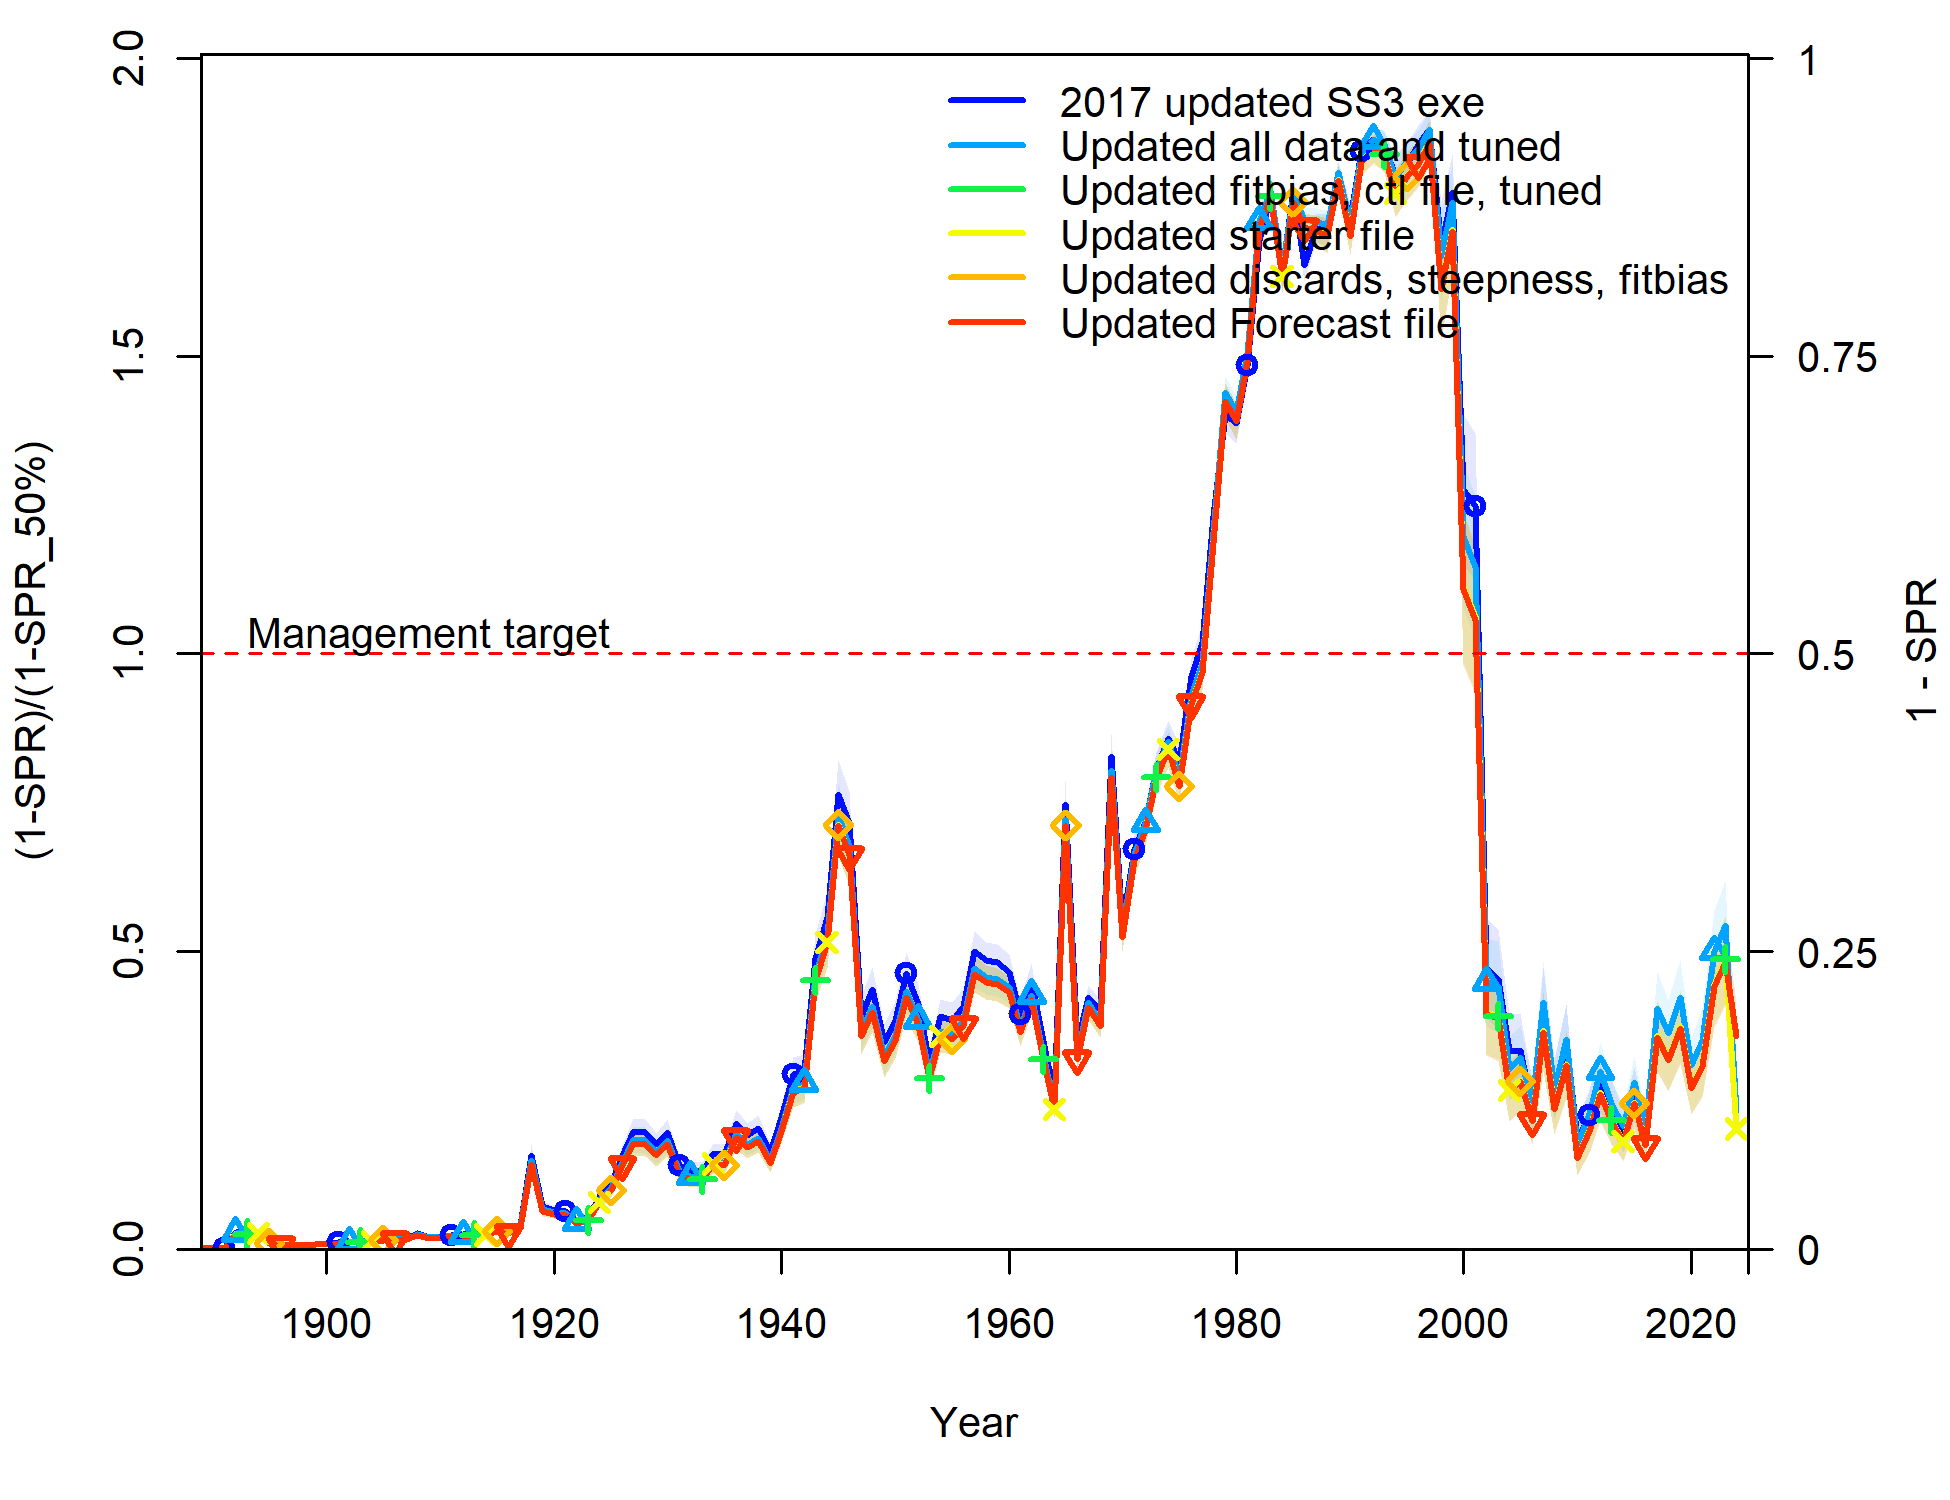 2017 updated SS3 exe
Updated all data and tuned
Updated fitbias, ctl file, tuned
Updated starter file
Updated discards, steepness, fitbias
Updated Forecast file
Management target
(1-SPR)/(1-SPR_50%)
2.0
1.5
1.0
0.5
0.0
1
0.75
0.5
0.25
0
1 - SPR
1900 1920 1940 1960 1980 2000 2020
Year